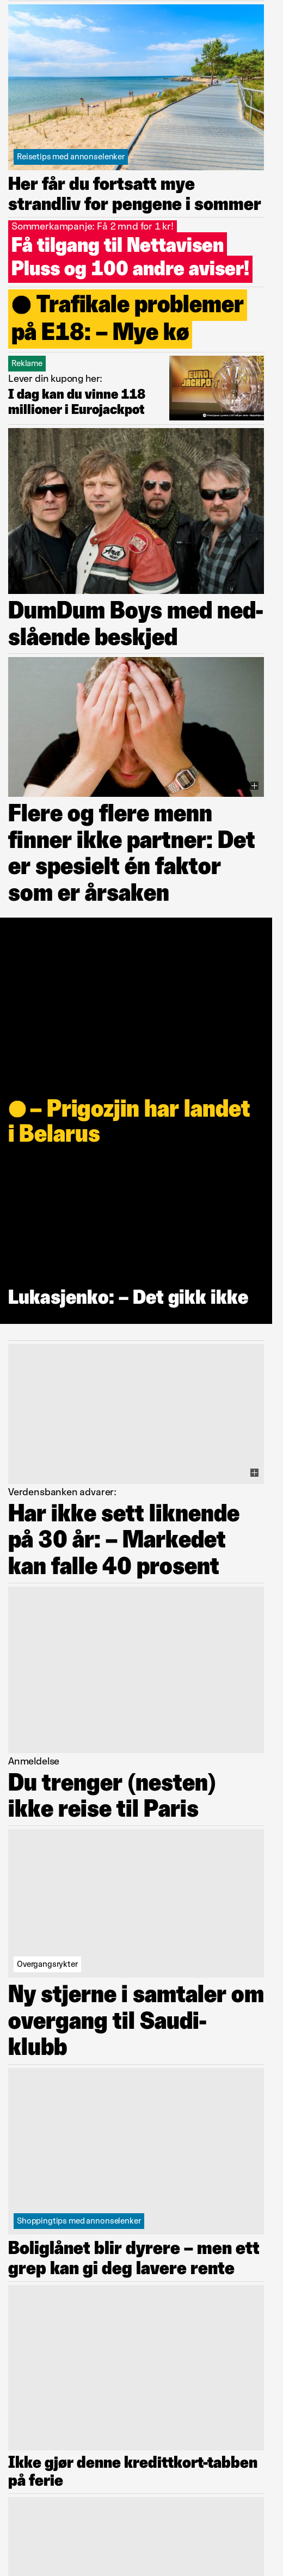 Reisetips med annonselenker
Her får du fortsatt mye
strandliv for pengene i sommer
Sommerkampanje: Få 2 mnd for 1 kr!
Få tilgang til Nettavisen
Pluss og 100 andre aviser!
Trafikale problemer
på E18: – Mye kø
Reklame
Lever din kupong her:
I dag kan du vinne 118
millioner i Eurojackpot
EURO
JACKPOT
DumDum Boys med ned-
slående beskjed
Flere og flere menn
finner ikke partner: Det
er spesielt én faktor
som er årsaken
– Prigozjin har landet
i Belarus
Lukasjenko: – Det gikk ikke
Verdensbanken advarer:
Har ikke sett liknende
på 30 år: – Markedet
kan falle 40 prosent
Anmeldelse
Du trenger (nesten)
ikke reise til Paris
Overgangsrykter
Ny stjerne i samtaler om
overgang til Saudi-
klubb
Shoppingtips med annonselenker
Boliglånet blir dyrere – men ett
grep kan gi deg lavere rente
Ikke gjør denne kredittkort-tabben
på ferie